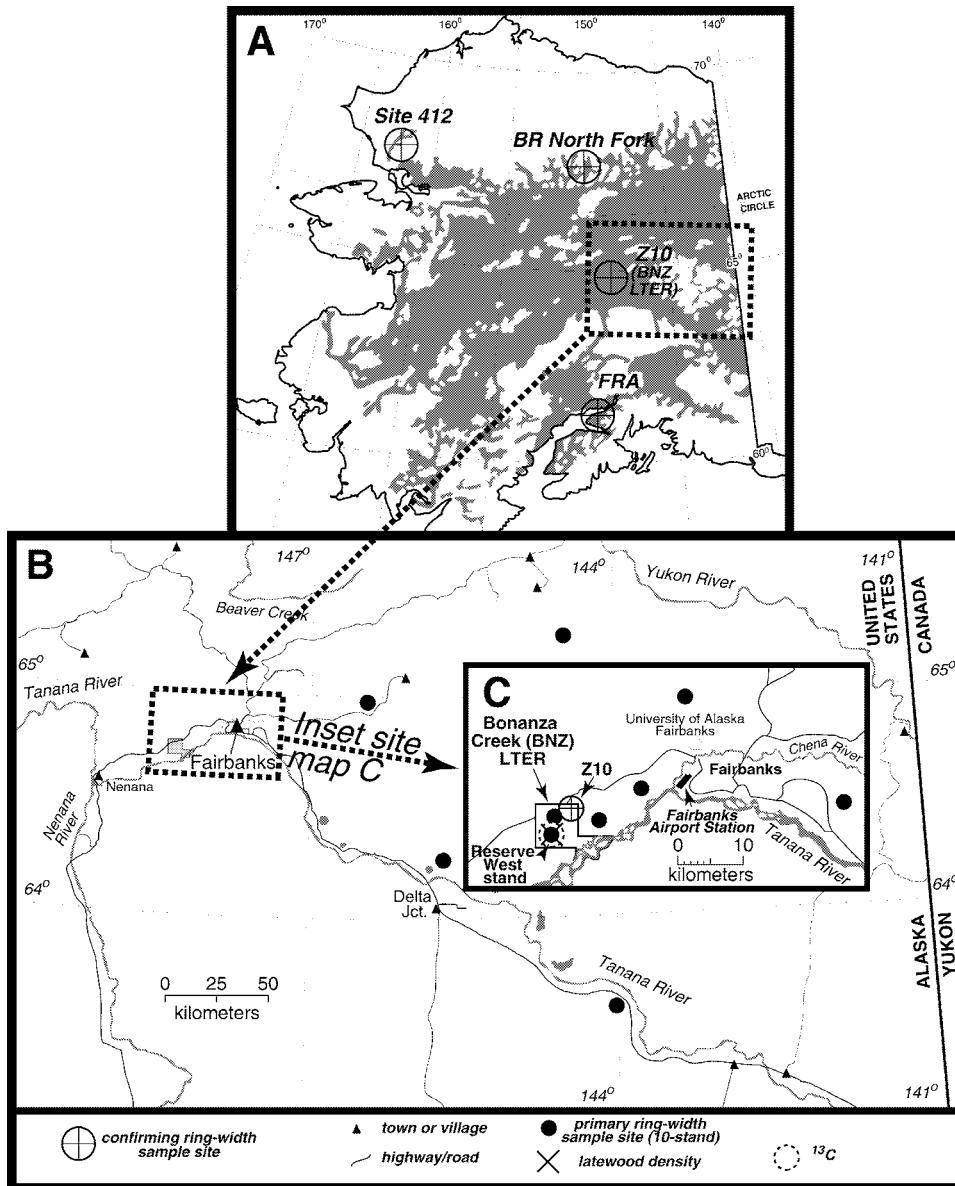 170°
160°
150°
140°
A
70°
Site 412
BR North Fork
ARCTIC
CIRCLE
Z10
(BNZ
LTER)
65°
FRA
60°
B
147°
144°
141°
Yukon River
UNITED
STATES
CANADA
Beaver Creek
65°
65°
Tanana River
C
Inset site
map C
Fairbanks
Nenana
Nenana
River
Bonanza
Creek (BNZ)
LTER
University of Alaska
Fairbanks
Chena River
Z10
Fairbanks
Fairbanks
Airport Station
Reserve
West
stand
0 10
kilometers
Tanana River
64°
64°
Delta
Jct.
ALASKA
YUKON
0 25 50
kilometers
Tanana River
144°
141°
confirming ring-width
sample site
town or village
highway/road
primary ring-width
sample site (10-stand)
latewood density
13C